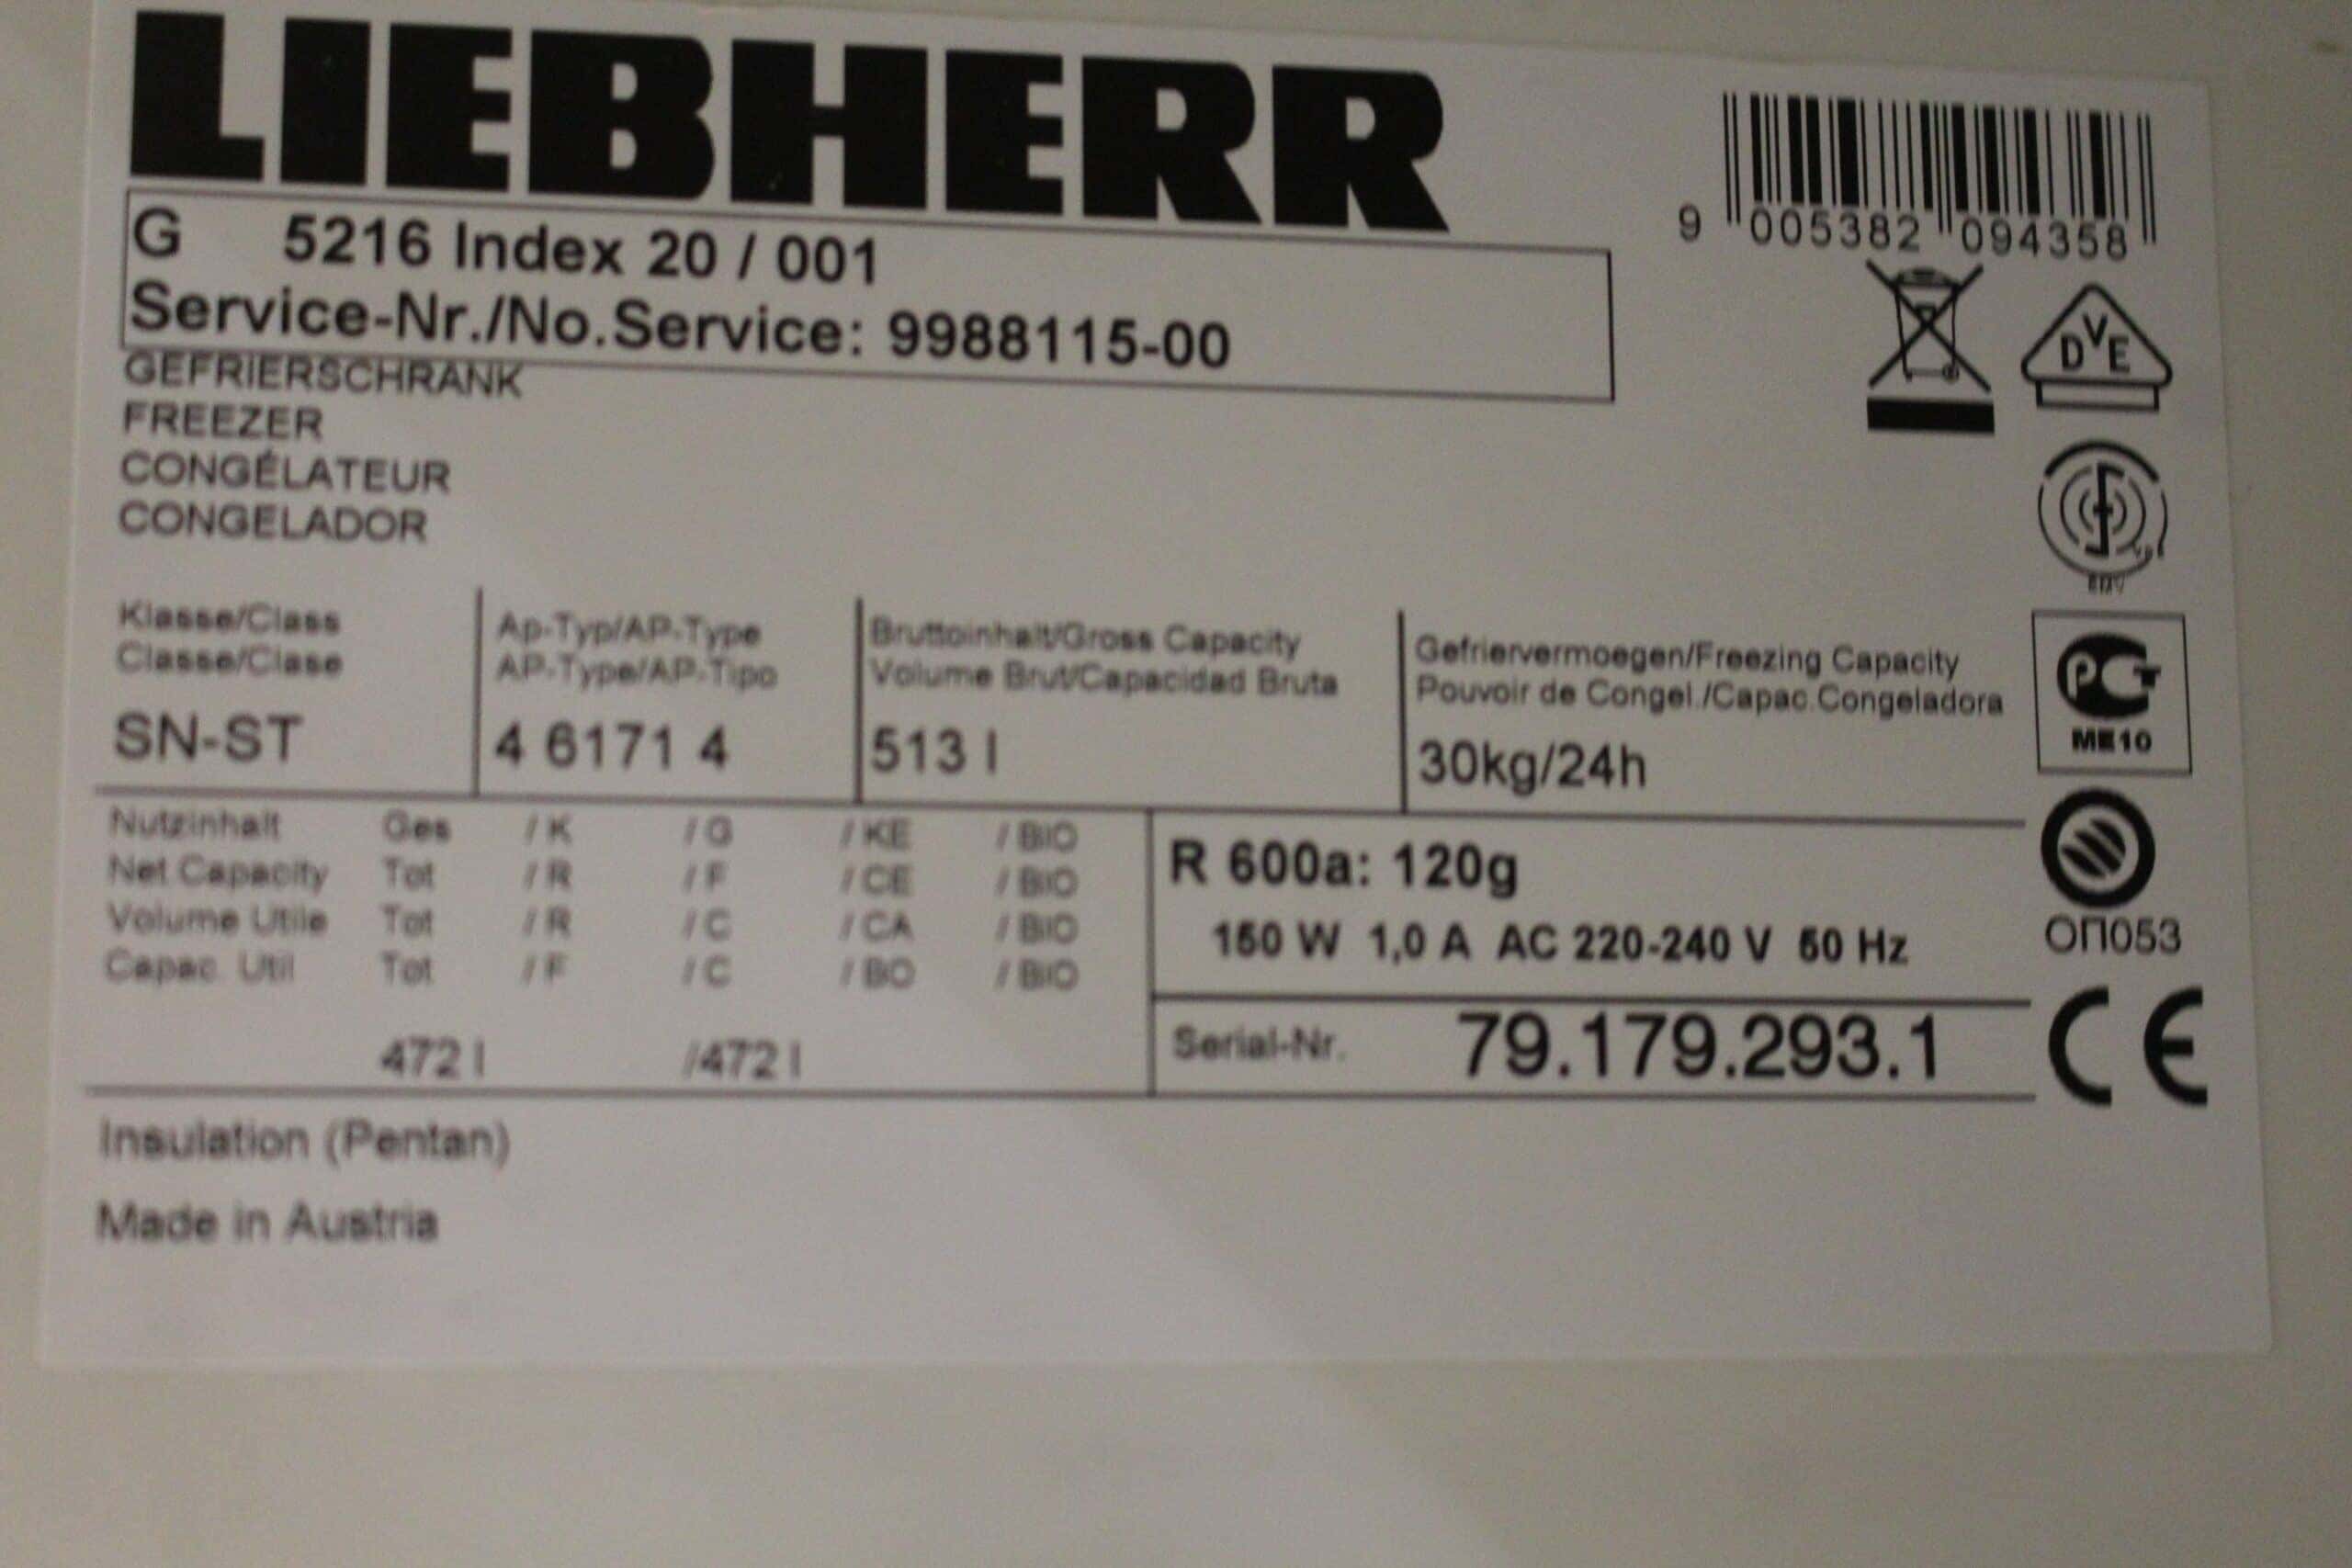 LIEBHERR
9 005382 094358
G 5216 Index 20 / 001
Service-Nr./No.Service: 9988115-00
GEFRIERSCHRANK
FREEZER
CONGÉLATEUR
CONGELADOR
DVE
Klasse/Class
Classe/Clase
SN-ST
Ap-Typ/AP-Type
AP-Type/AP-Tipo
4 6171 4
Bruttoinhalt/Gross Capacity
Volume Brut/Capacidad Bruta
513 l
Gefriervermoegen/Freezing Capacity
Pouvoir de Congel./Capac.Congeladora
30kg/24h
PCT
ME10
Nutzinhalt Ges / K / G / KE / BIO
Net Capacity Tot / R / F / CE / BIO
Volume Utile Tot / R / C / CA / BIO
Capac. Util Tot / F / C / BO / BIO
472 l /472 l
R 600a: 120g
150 W 1,0 A AC 220-240 V 50 Hz
ОП053
Serial-Nr. 79.179.293.1
CE
Insulation (Pentan)
Made in Austria